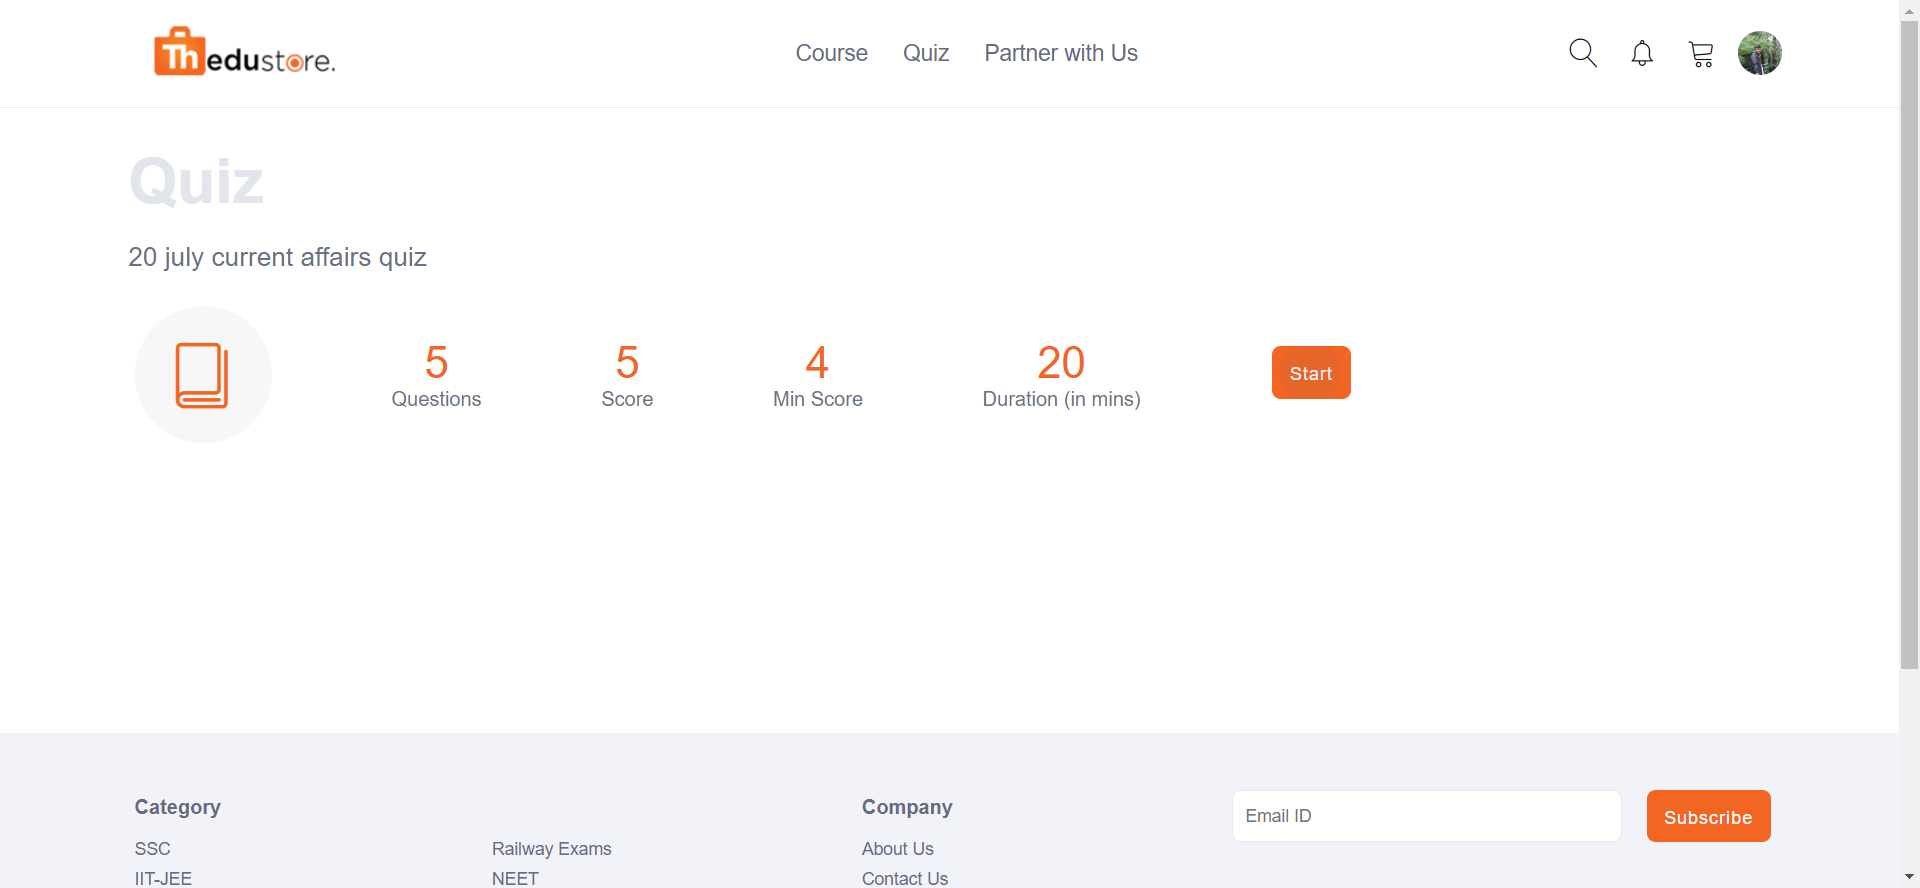 Thedustore.
Course Quiz Partner with Us
Quiz
20 july current affairs quiz
5 5 4 20
Questions Score Min Score Duration (in mins)
Start
Category Company
Email ID Subscribe
SSC Railway Exams About Us
IIT-JEE NEET Contact Us